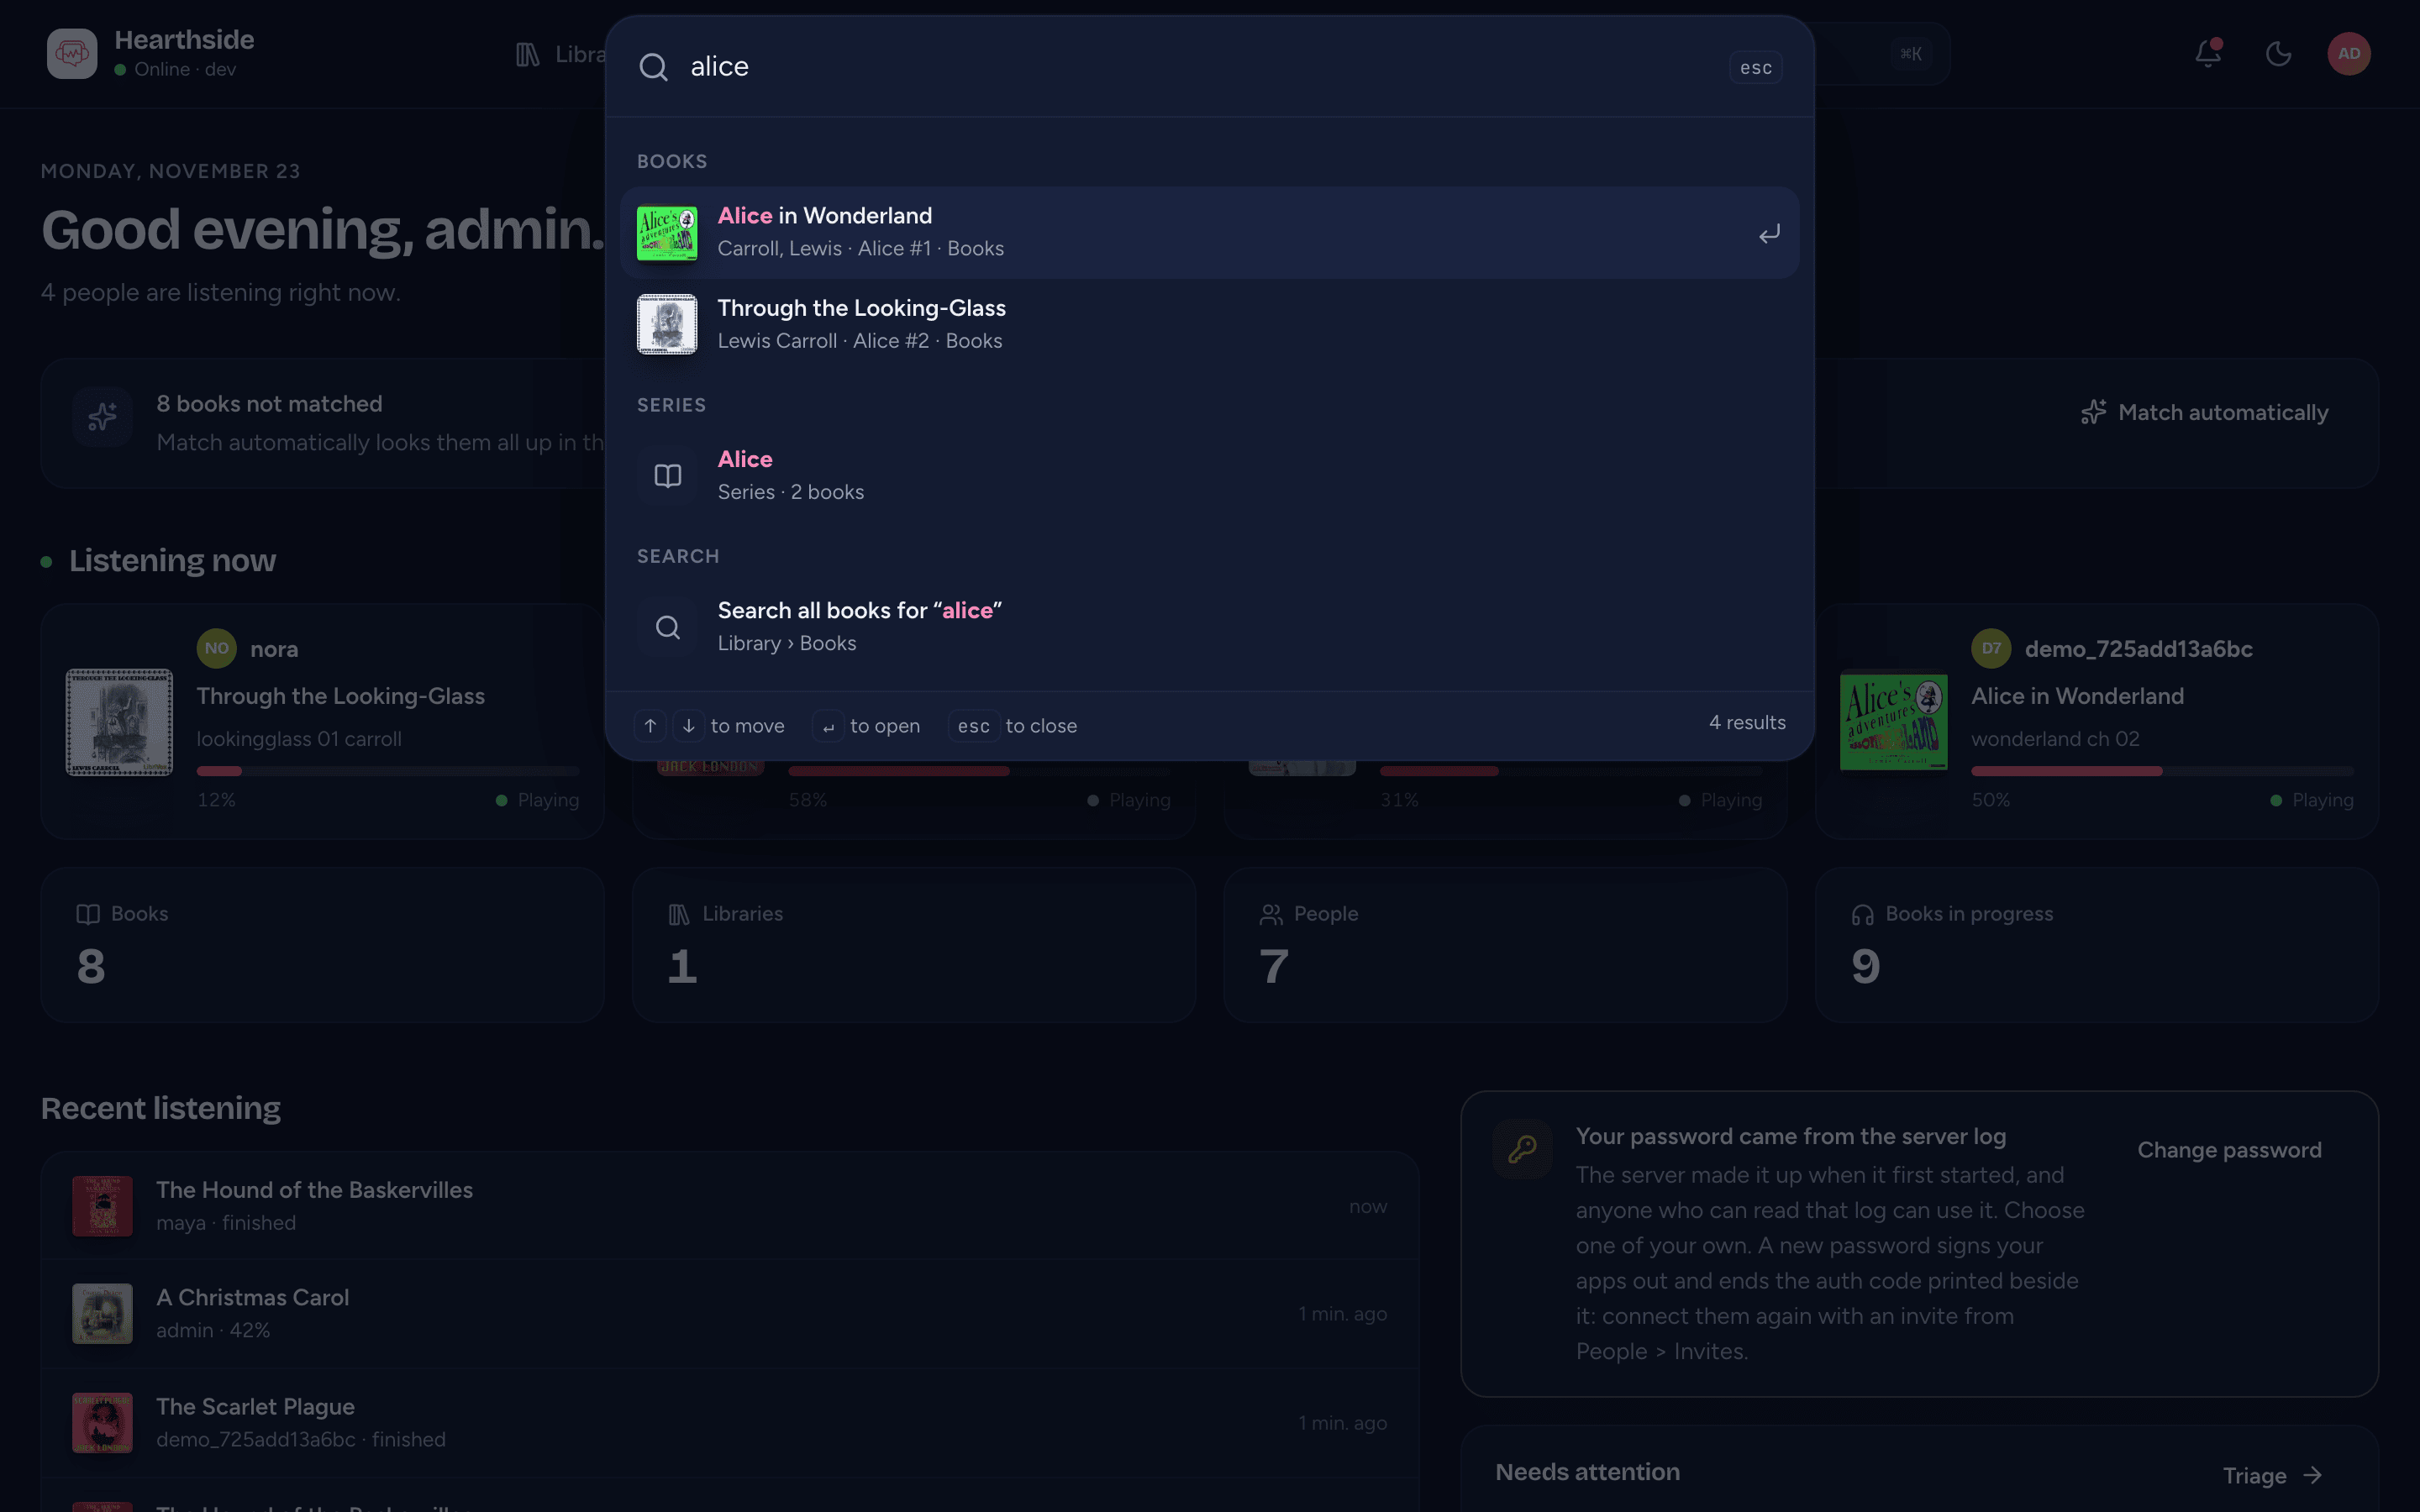 Hearthside
Online · dev
⌘K
AD
alice
esc
BOOKS
Alice in Wonderland
Carroll, Lewis · Alice #1 · Books
Through the Looking-Glass
Lewis Carroll · Alice #2 · Books
SERIES
Alice
Series · 2 books
SEARCH
Search all books for “alice”
Library › Books
↑ ↓ to move ↵ to open esc to close
4 results
MONDAY, NOVEMBER 23
Good evening, admin.
4 people are listening right now.
8 books not matched
Match automatically looks them all up in th
Match automatically
Listening now
NO nora
Through the Looking-Glass
lookingglass 01 carroll
12%
Playing
JACK LONDON
58%
Playing
31%
Playing
D7 demo_725add13a6bc
Alice in Wonderland
wonderland ch 02
50%
Playing
Books
8
Libraries
1
People
7
Books in progress
9
Recent listening
The Hound of the Baskervilles
maya · finished
now
A Christmas Carol
admin · 42%
1 min. ago
The Scarlet Plague
demo_725add13a6bc · finished
1 min. ago
Your password came from the server log
The server made it up when it first started, and
anyone who can read that log can use it. Choose
one of your own. A new password signs your
apps out and ends the auth code printed beside
it: connect them again with an invite from
People > Invites.
Change password
Needs attention
Triage →